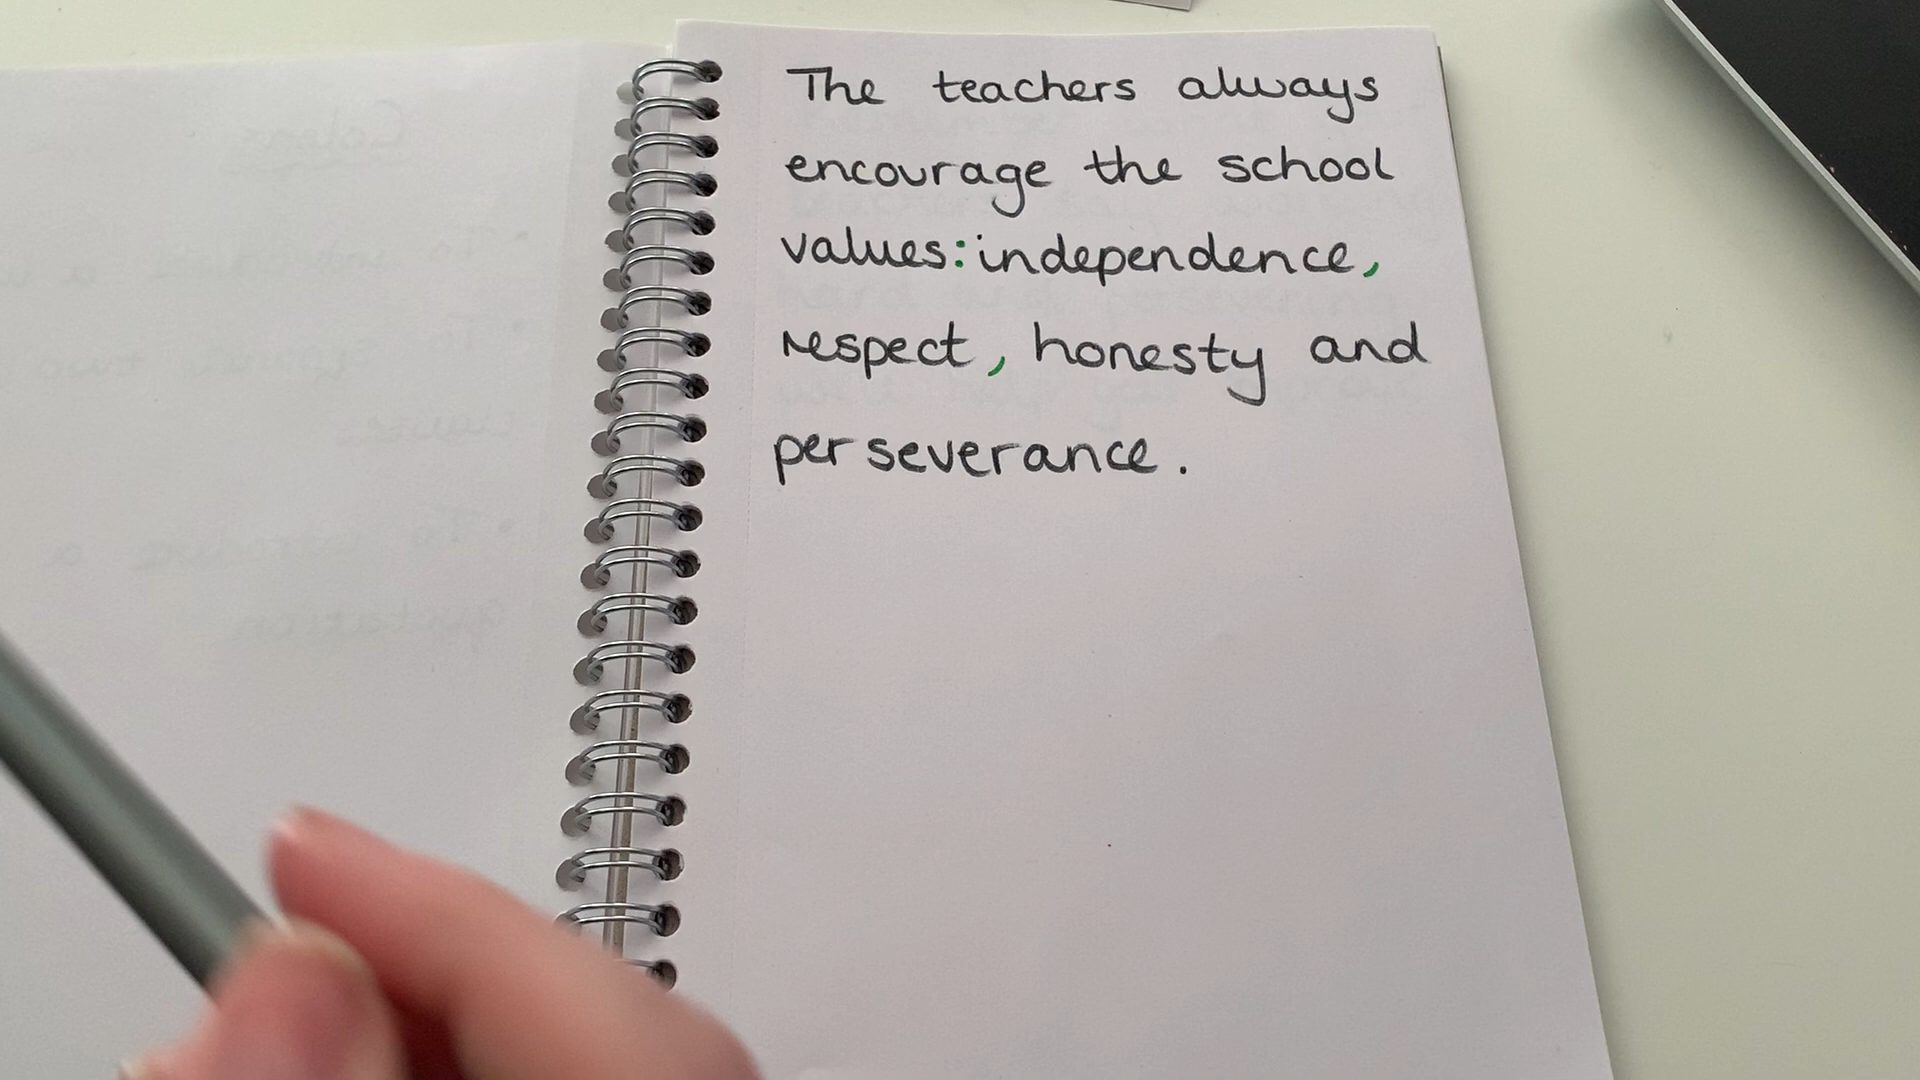 The teachers always
encourage the school
values: independence,
respect, honesty and
perseverance.